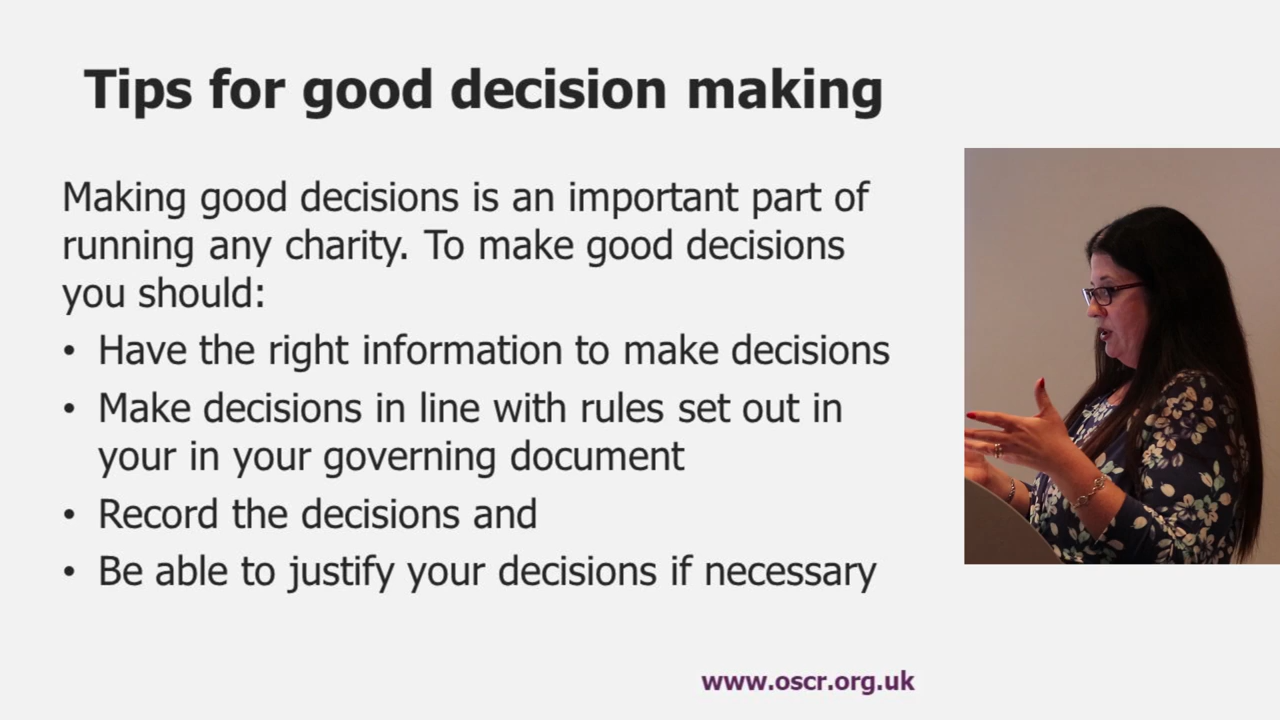 Tips for good decision making
Making good decisions is an important part of
running any charity. To make good decisions
you should:
• Have the right information to make decisions
• Make decisions in line with rules set out in
your in your governing document
• Record the decisions and
• Be able to justify your decisions if necessary
www.oscr.org.uk